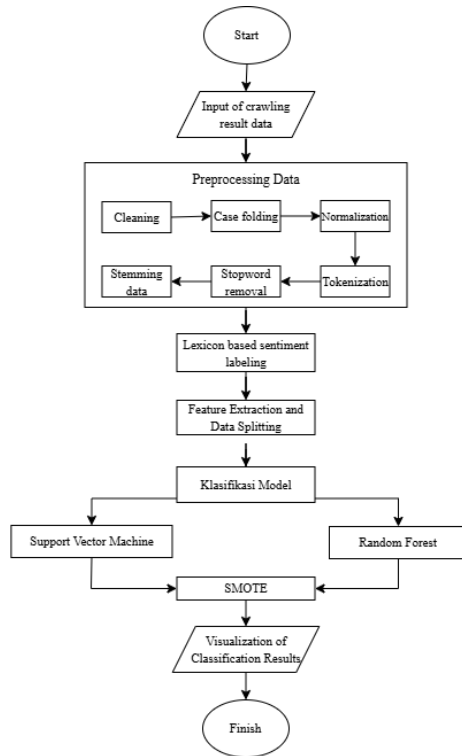 Start
Input of crawling
result data
Preprocessing Data
Cleaning
Case folding
Normalization
Stemming
data
Stopword
removal
Tokenization
Lexicon based sentiment
labeling
Feature Extraction and
Data Splitting
Klasifikasi Model
Support Vector Machine
Random Forest
SMOTE
Visualization of
Classification Results
Finish